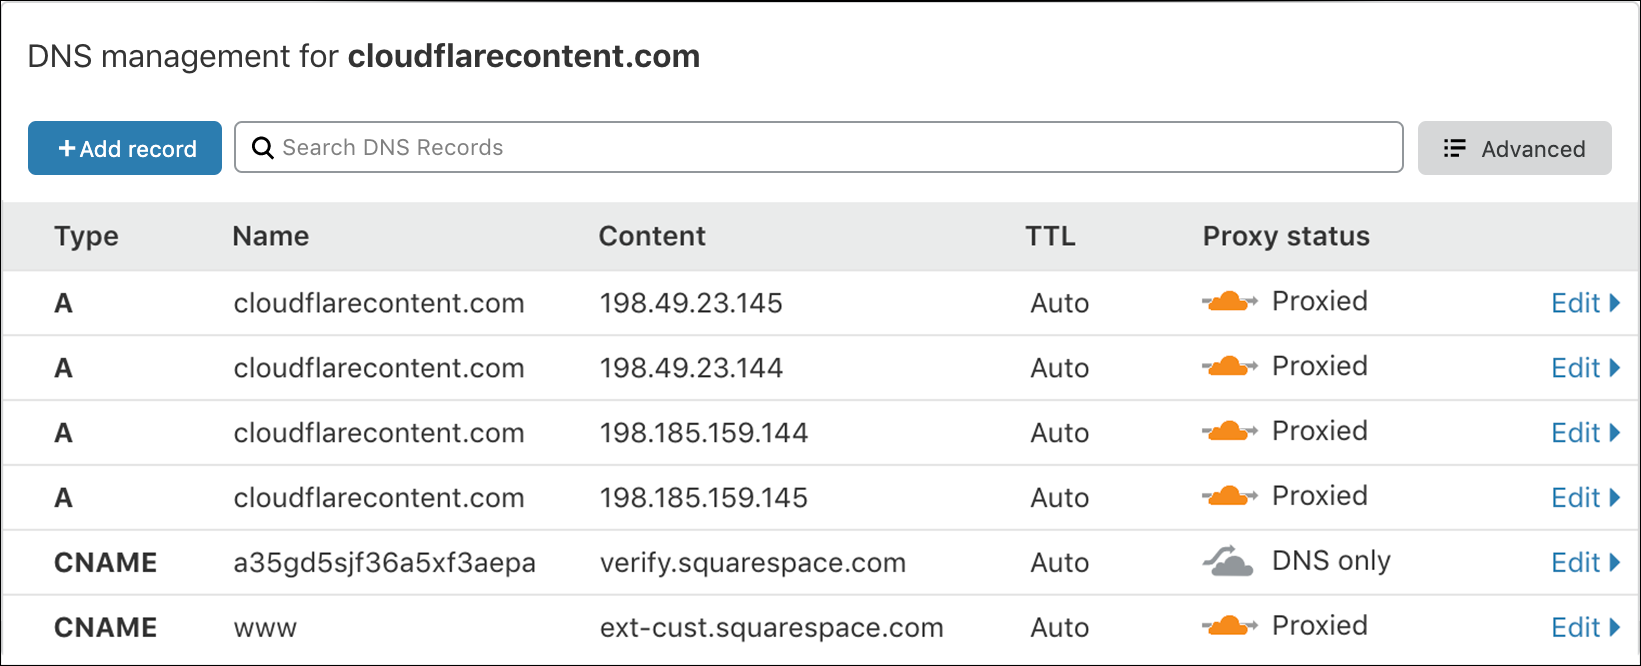 DNS management for cloudflarecontent.com
+ Add record Search DNS Records Advanced
Type Name Content TTL Proxy status
A cloudflarecontent.com 198.49.23.145 Auto Proxied Edit
A cloudflarecontent.com 198.49.23.144 Auto Proxied Edit
A cloudflarecontent.com 198.185.159.144 Auto Proxied Edit
A cloudflarecontent.com 198.185.159.145 Auto Proxied Edit
CNAME a35gd5sjf36a5xf3aepa verify.squarespace.com Auto DNS only Edit
CNAME www ext-cust.squarespace.com Auto Proxied Edit